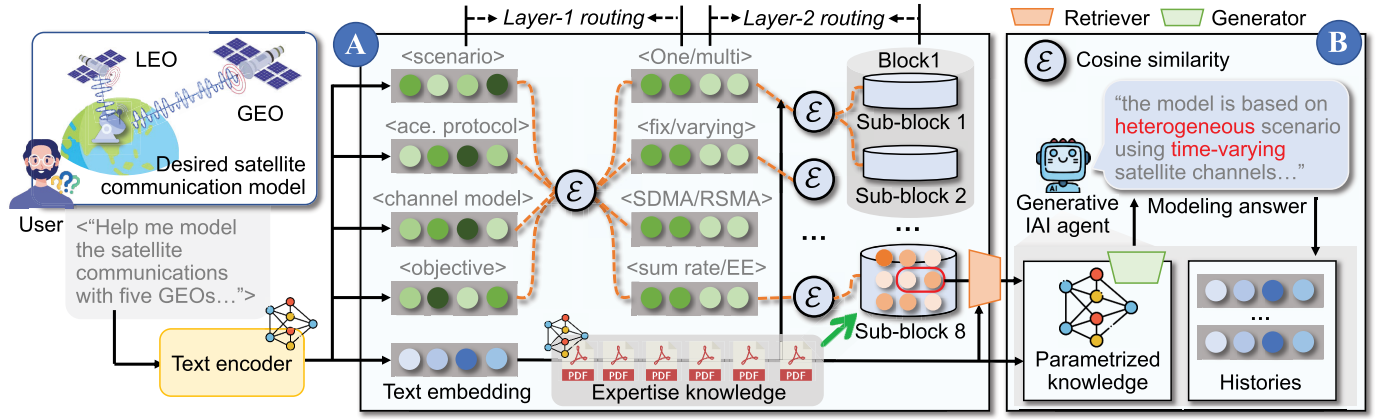 Layer-1 routing
Layer-2 routing
Retriever
Generator
A
B
LEO
GEO
Desired satellite
communication model
User
<“Help me model
the satellite
communications
with five GEOs…”>
Text encoder
<scenario>
<ace. protocol>
<channel model>
<objective>
Text embedding
ℰ
<One/multi>
<fix/varying>
<SDMA/RSMA>
<sum rate/EE>
PDF
PDF
PDF
PDF
PDF
PDF
PDF
Expertise knowledge
ℰ
ℰ
...
ℰ
Block1
Sub-block 1
Sub-block 2
...
Sub-block 8
ℰ
Cosine similarity
“the model is based on
heterogeneous scenario
using time-varying
satellite channels…”
AI
Generative
IAI agent
Modeling answer
Parametrized
knowledge
...
Histories